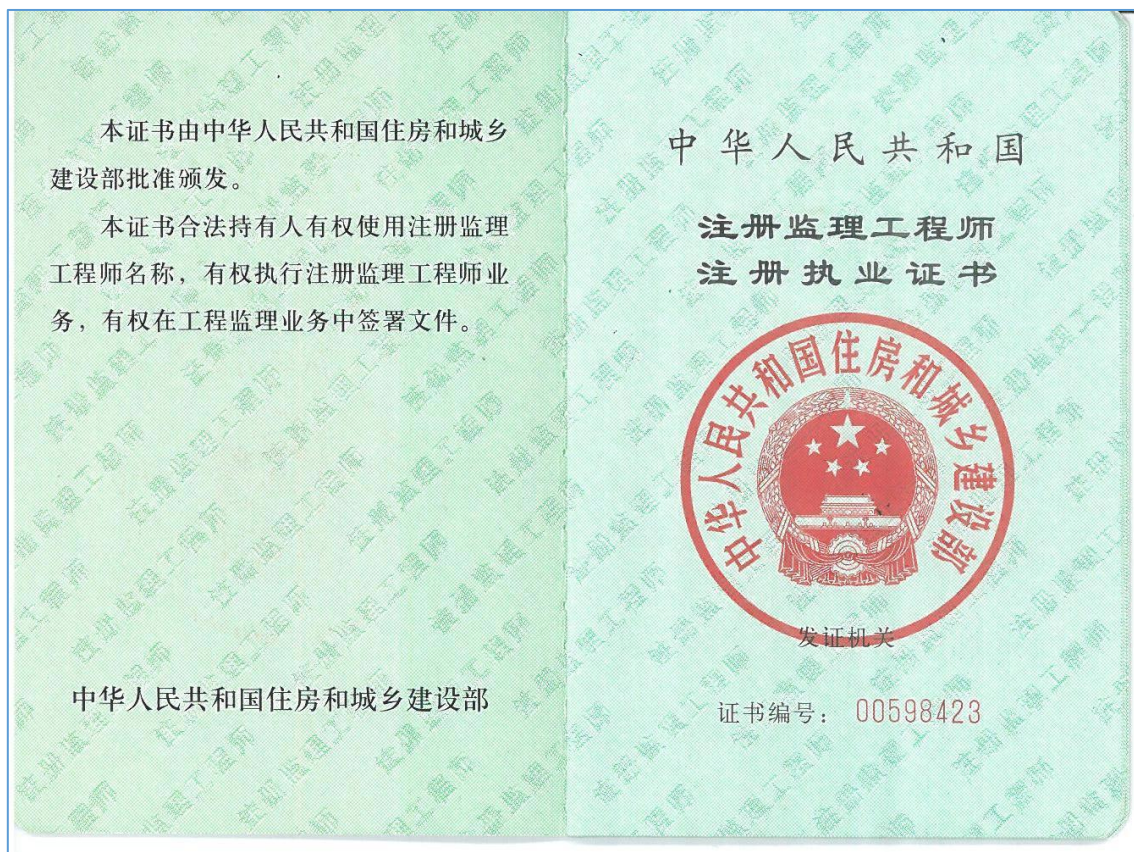 本证书由中华人民共和国住房和城乡
建设部批准颁发。
本证书合法持有人有权使用注册监理
工程师名称，有权执行注册监理工程师业
务，有权在工程监理业务中签署文件。
中华人民共和国住房和城乡建设部
中华人民共和国
注册监理工程师
注册执业证书
中华人民共和国住房和城乡建设部
发证机关
证书编号： 00598423